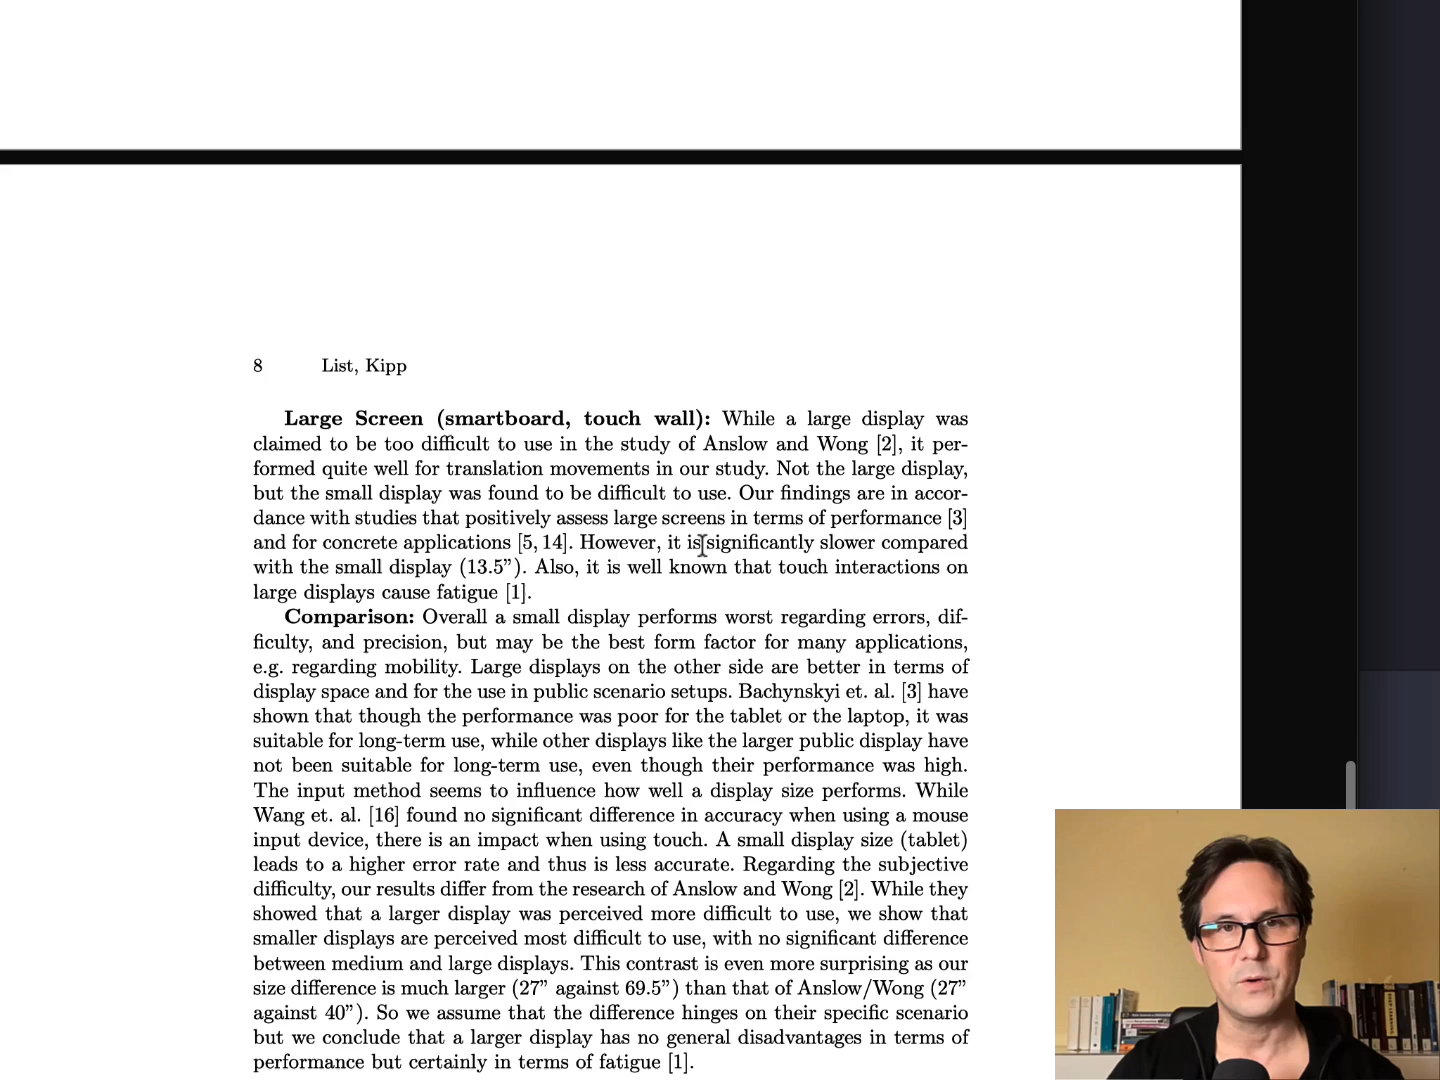 8 List, Kipp
Large Screen (smartboard, touch wall): While a large display was
claimed to be too difficult to use in the study of Anslow and Wong [2], it per-
formed quite well for translation movements in our study. Not the large display,
but the small display was found to be difficult to use. Our findings are in accor-
dance with studies that positively assess large screens in terms of performance [3]
and for concrete applications [5, 14]. However, it is significantly slower compared
with the small display (13.5”). Also, it is well known that touch interactions on
large displays cause fatigue [1].
Comparison: Overall a small display performs worst regarding errors, dif-
ficulty, and precision, but may be the best form factor for many applications,
e.g. regarding mobility. Large displays on the other side are better in terms of
display space and for the use in public scenario setups. Bachynskyi et. al. [3] have
shown that though the performance was poor for the tablet or the laptop, it was
suitable for long-term use, while other displays like the larger public display have
not been suitable for long-term use, even though their performance was high.
The input method seems to influence how well a display size performs. While
Wang et. al. [16] found no significant difference in accuracy when using a mouse
input device, there is an impact when using touch. A small display size (tablet)
leads to a higher error rate and thus is less accurate. Regarding the subjective
difficulty, our results differ from the research of Anslow and Wong [2]. While they
showed that a larger display was perceived more difficult to use, we show that
smaller displays are perceived most difficult to use, with no significant difference
between medium and large displays. This contrast is even more surprising as our
size difference is much larger (27” against 69.5”) than that of Anslow/Wong (27”
against 40”). So we assume that the difference hinges on their specific scenario
but we conclude that a larger display has no general disadvantages in terms of
performance but certainly in terms of fatigue [1].